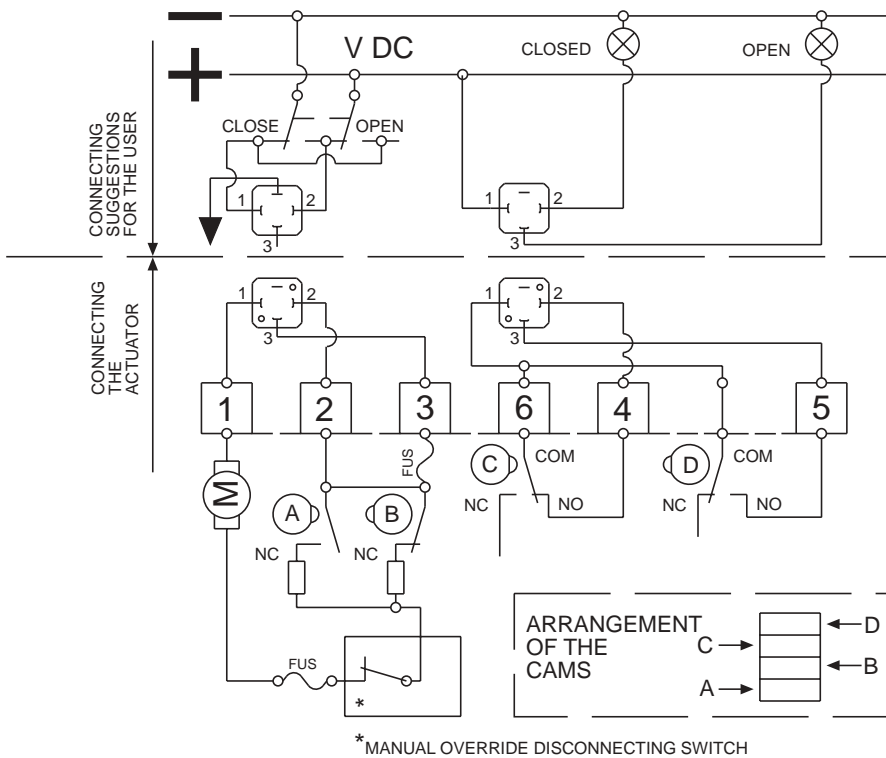 V DC
CLOSED
OPEN
CLOSE
OPEN
CONNECTING
SUGGESTIONS
FOR THE USER
1
2
3
1
2
3
CONNECTING
THE
ACTUATOR
1
2
3
1
2
3
1
2
3
6
4
5
M
FUS
A
B
C
COM
D
COM
NC
NO
NC
NO
NC
NC
FUS
*
*MANUAL OVERRIDE DISCONNECTING SWITCH
ARRANGEMENT
OF THE
CAMS
D
C
B
A